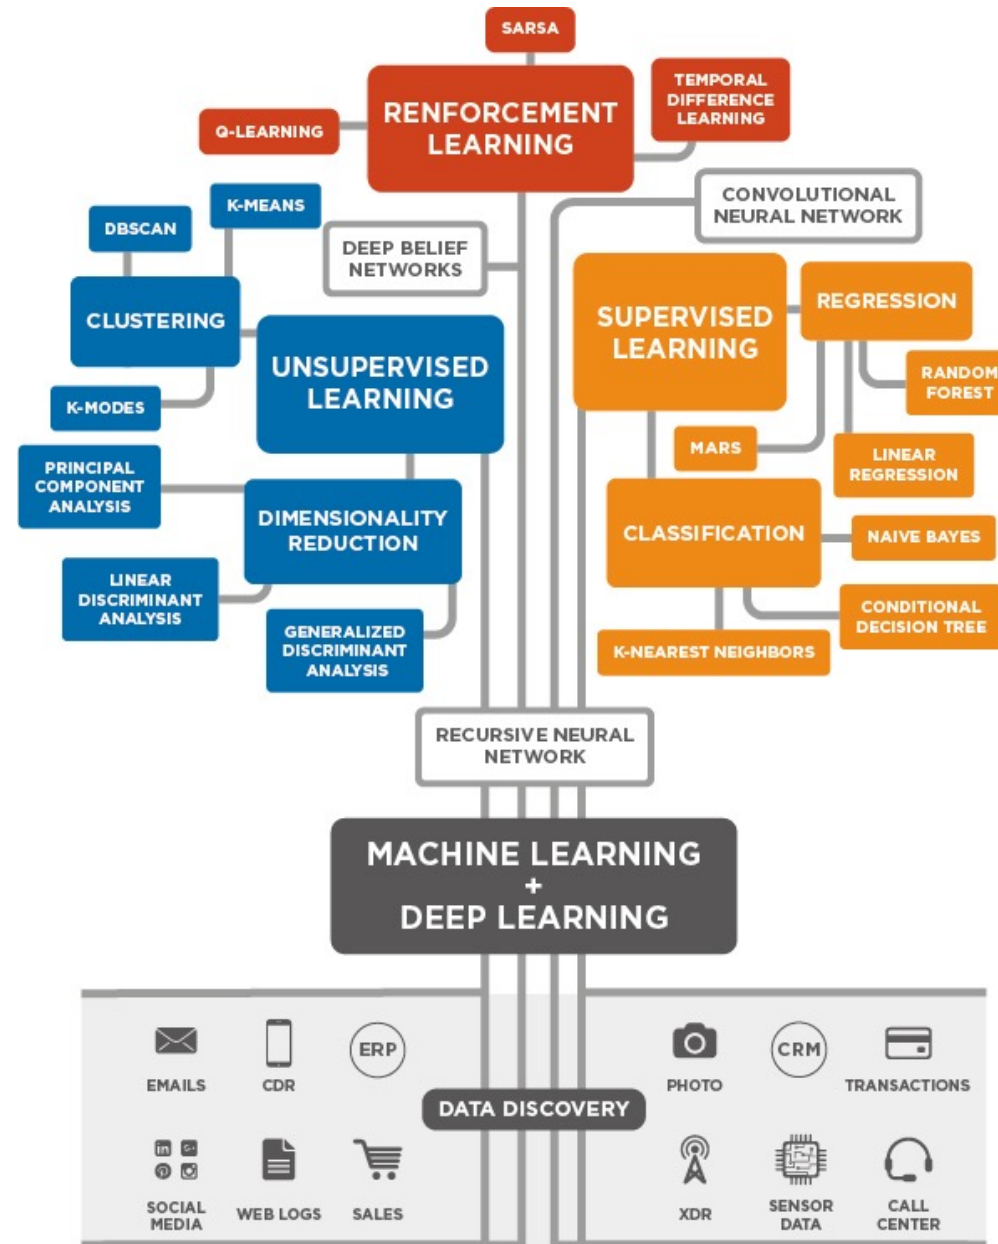 SARSA
RENFORCEMENT
LEARNING
TEMPORAL
DIFFERENCE
LEARNING
Q-LEARNING
CONVOLUTIONAL
NEURAL NETWORK
K-MEANS
DBSCAN
DEEP BELIEF
NETWORKS
CLUSTERING
UNSUPERVISED
LEARNING
SUPERVISED
LEARNING
REGRESSION
RANDOM
FOREST
K-MODES
MARS
LINEAR
REGRESSION
PRINCIPAL
COMPONENT
ANALYSIS
DIMENSIONALITY
REDUCTION
CLASSIFICATION
NAIVE BAYES
LINEAR
DISCRIMINANT
ANALYSIS
GENERALIZED
DISCRIMINANT
ANALYSIS
CONDITIONAL
DECISION TREE
K-NEAREST NEIGHBORS
RECURSIVE NEURAL
NETWORK
MACHINE LEARNING
+
DEEP LEARNING
ERP
CRM
EMAILS
CDR
PHOTO
TRANSACTIONS
DATA DISCOVERY
in
G+
SOCIAL
MEDIA
WEB LOGS
SALES
XDR
SENSOR
DATA
CALL
CENTER